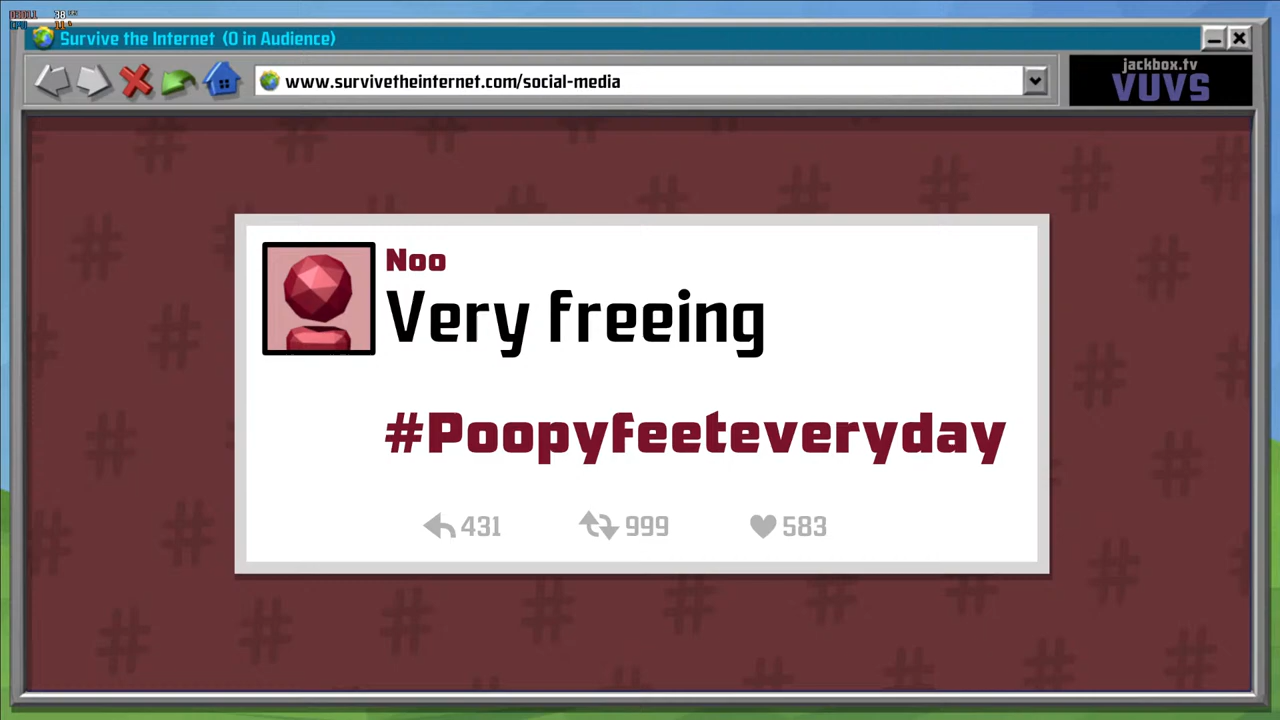 Survive the Internet (0 in Audience)
www.survivetheinternet.com/social-media
jackbox.tv
VUVS
Noo
Very freeing
#Poopyfeeteveryday
431 999 583